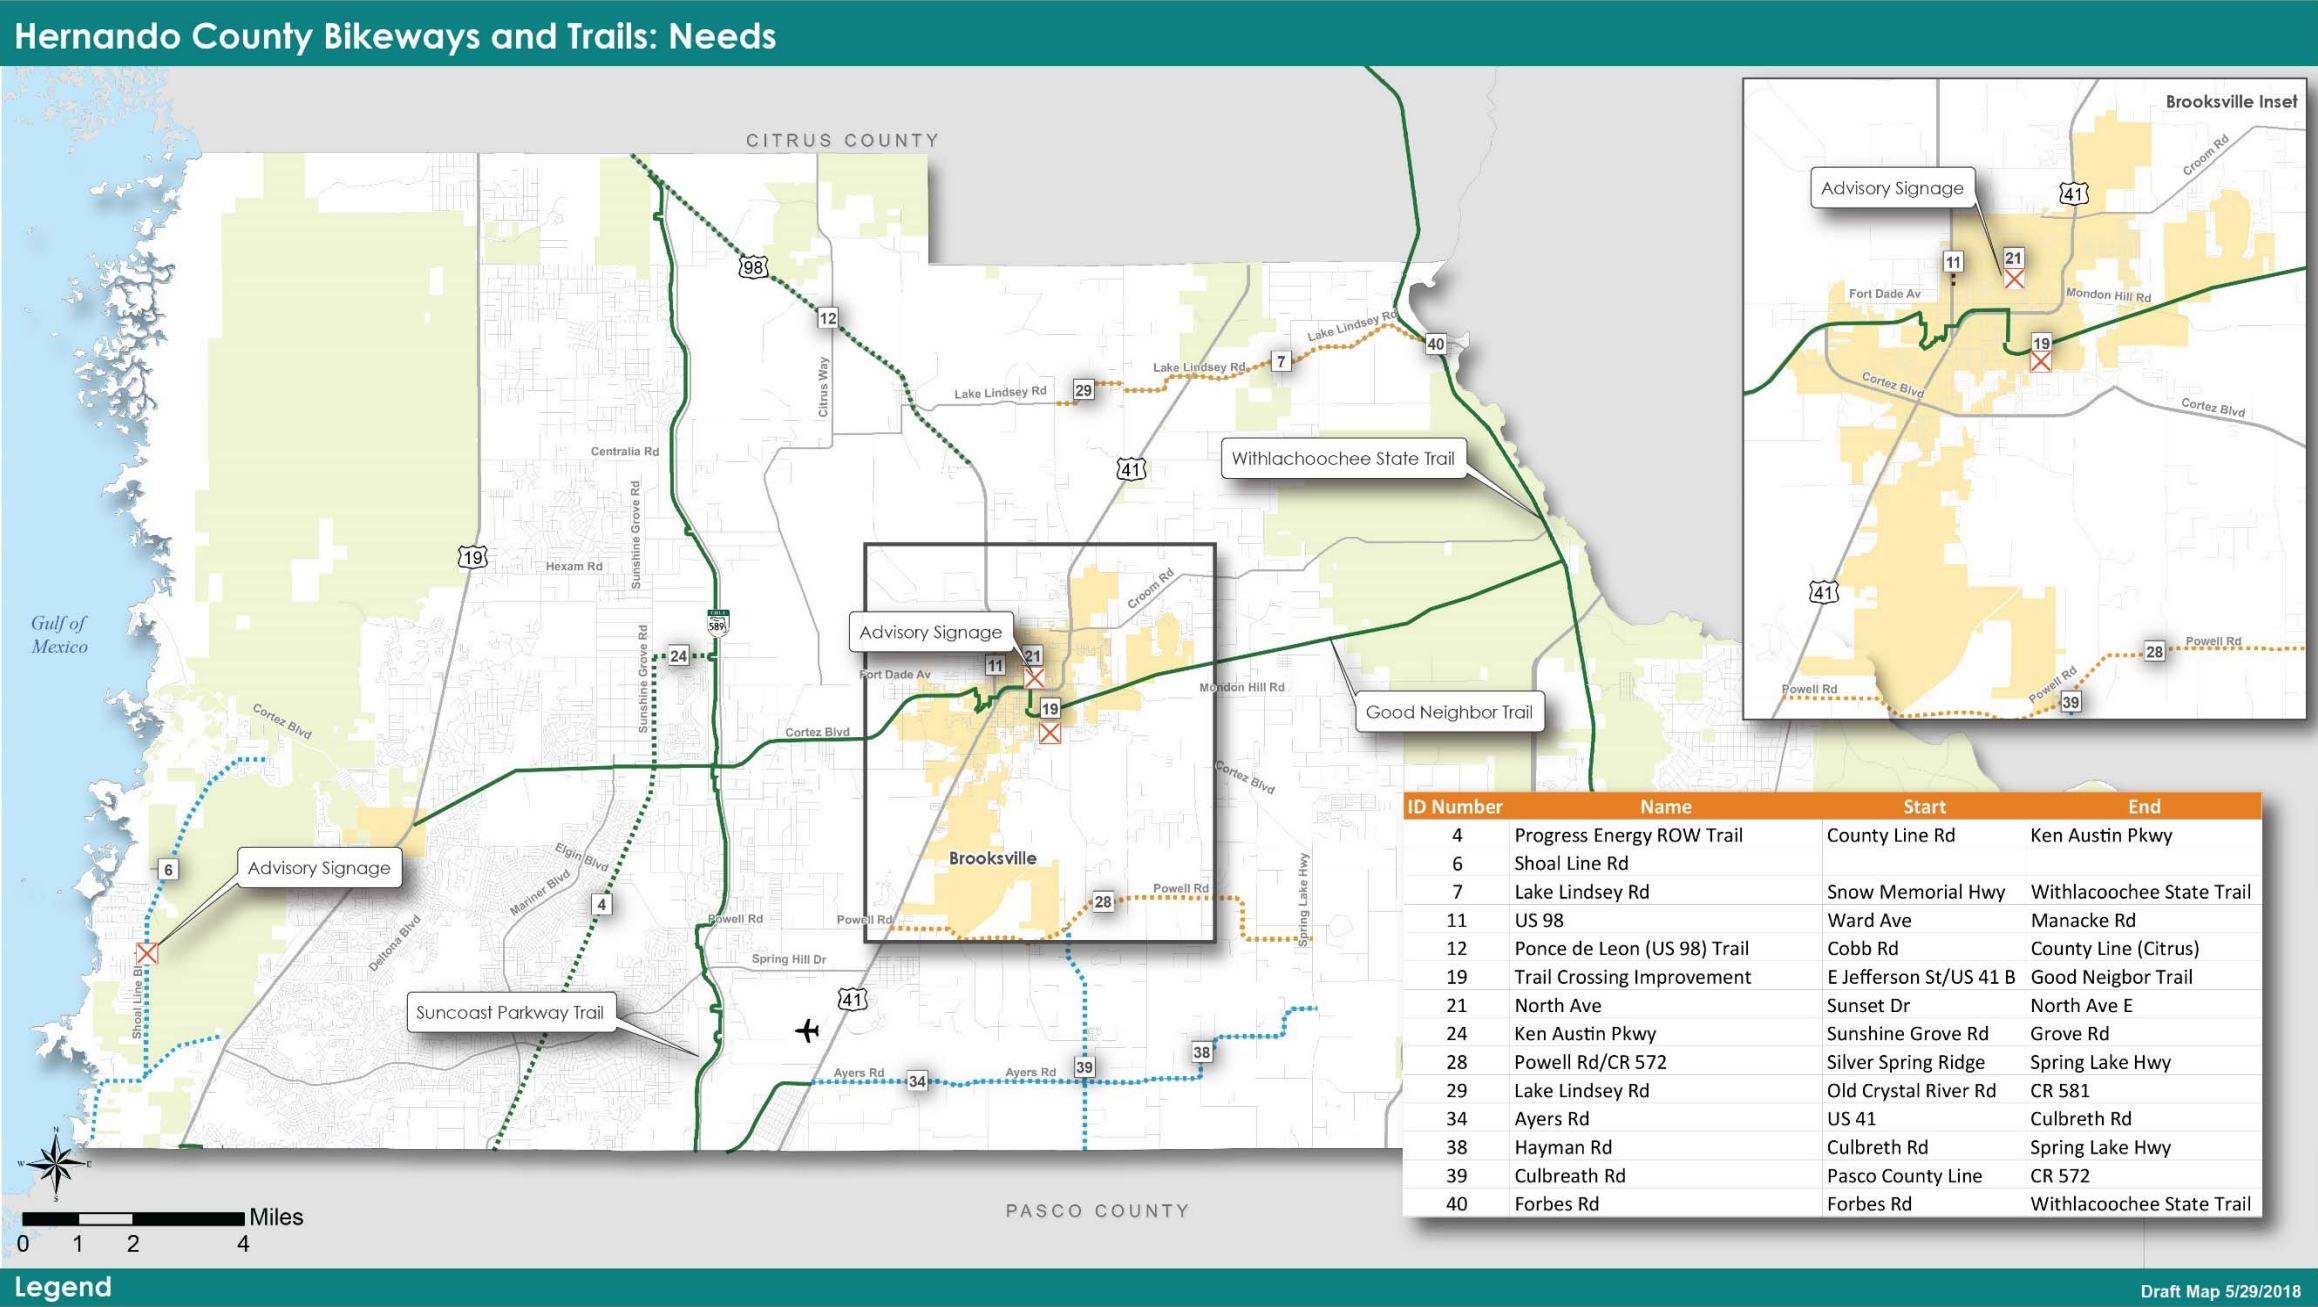 Hernando County Bikeways and Trails: Needs
CITRUS COUNTY
Brooksville Inset
Croom Rd
Advisory Signage
41
11
21
Fort Dade Av
Mondon Hill Rd
19
Cortez Blvd
Cortez Blvd
41
28
Powell Rd
Powell Rd
Powell Rd
39
98
12
Citrus Way
Lake Lindsey Rd
40
7
Lake Lindsey Rd
29
Lake Lindsey Rd
Centralia Rd
Withlachoochee State Trail
41
Sunshine Grove Rd
19
Hexam Rd
Croom Rd
589
Gulf of
Mexico
Advisory Signage
Sunshine Grove Rd
24
11
21
Fort Dade Av
Mondon Hill Rd
19
Good Neighbor Trail
Cortez Blvd
Cortez Blvd
Cortez Blvd
Brooksville
Elgin Blvd
6
Advisory Signage
Mariner Blvd
4
Powell Rd
28
Powell Rd
Powell Rd
Spring Lake Hwy
Deltona Blvd
Spring Hill Dr
Shoal Line Bl
Suncoast Parkway Trail
41
38
Ayers Rd
34
Ayers Rd
39
ID Number Name Start End
4 Progress Energy ROW Trail County Line Rd Ken Austin Pkwy
6 Shoal Line Rd
7 Lake Lindsey Rd Snow Memorial Hwy Withlacoochee State Trail
11 US 98 Ward Ave Manacke Rd
12 Ponce de Leon (US 98) Trail Cobb Rd County Line (Citrus)
19 Trail Crossing Improvement E Jefferson St/US 41 B Good Neigbor Trail
21 North Ave Sunset Dr North Ave E
24 Ken Austin Pkwy Sunshine Grove Rd Grove Rd
28 Powell Rd/CR 572 Silver Spring Ridge Spring Lake Hwy
29 Lake Lindsey Rd Old Crystal River Rd CR 581
34 Ayers Rd US 41 Culbreth Rd
38 Hayman Rd Culbreth Rd Spring Lake Hwy
39 Culbreath Rd Pasco County Line CR 572
40 Forbes Rd Forbes Rd Withlacoochee State Trail
N
W E
S
PASCO COUNTY
Miles
0 1 2 4
Legend
Draft Map 5/29/2018